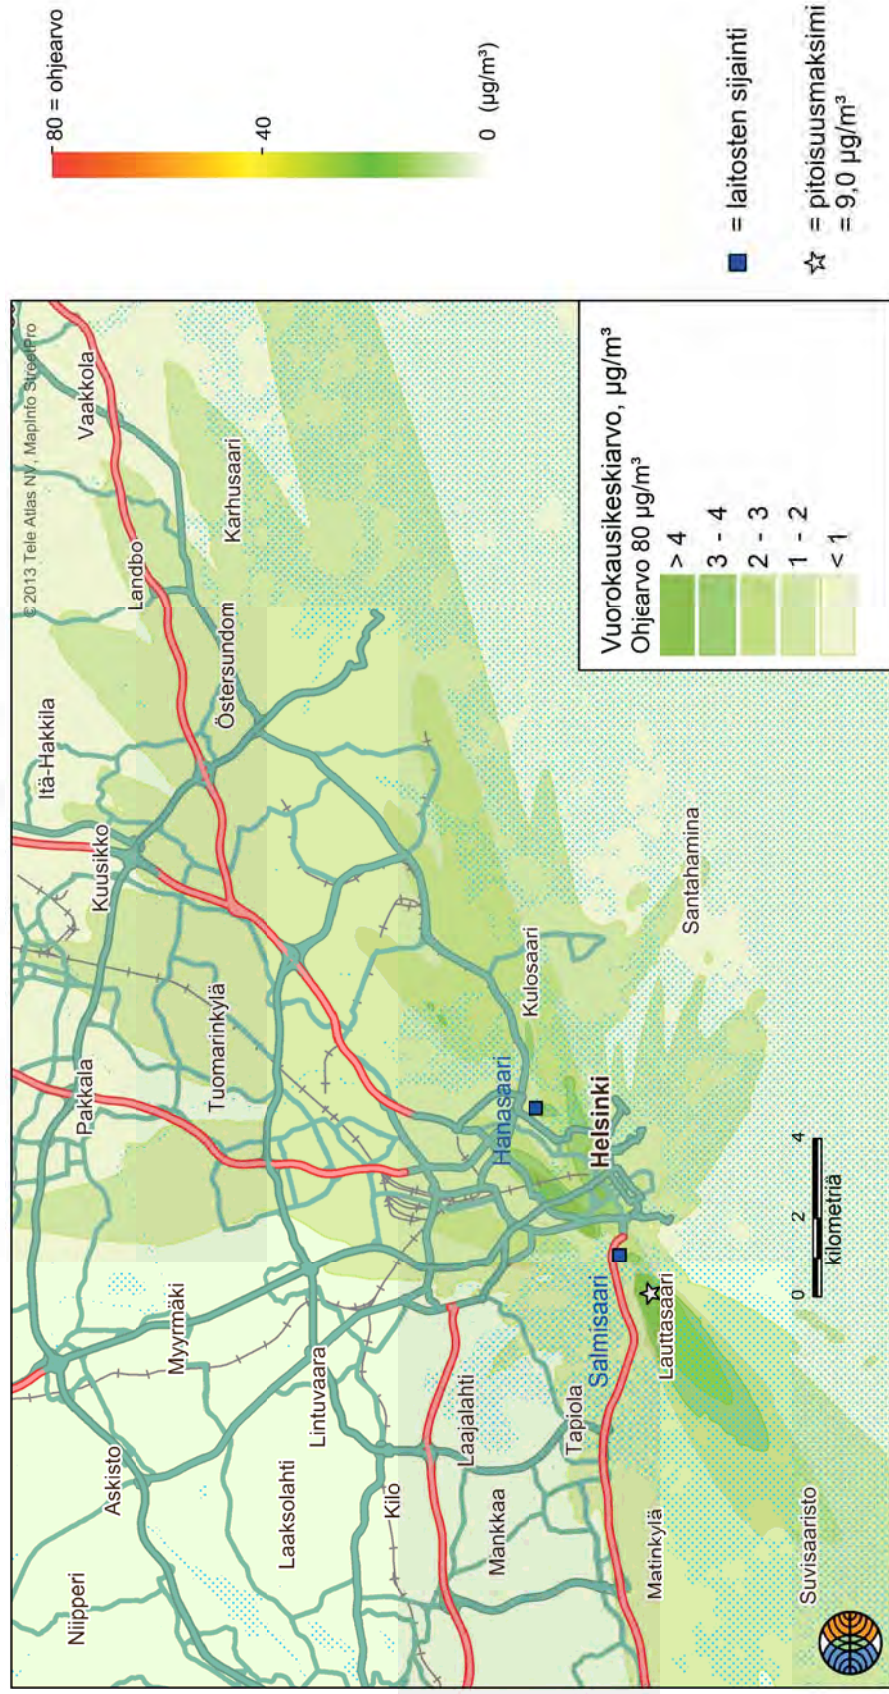 © 2013 Tele Atlas NV, MapInfo StreetPro
Vaakkola
Landbo
Karhusaari
Itä-Hakkila
Östersundom
Kuusikko
Pakkala
Tuomarinkylä
Myyrmäki
Askisto
Niipperi
Lintuvaara
Laaksolahti
Kilo
Laajalahti
Mankkaa
Tapiola
Matinkylä
Suvisaaristo
Salmisaari
Lauttasaari
Helsinki
Hanasaari
Kulosaari
Santahamina
0 2 4
kilometriä
Vuorokausikeskiarvo, µg/m³
Ohjearvo 80 µg/m³
> 4
3 - 4
2 - 3
1 - 2
< 1
80 = ohjearvo
40
0 (µg/m³)
= laitosten sijainti
= pitoisuusmaksimi
= 9,0 µg/m³